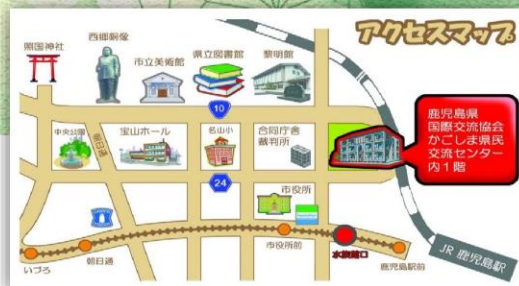 アクセスマップ
西郷銅像
照国神社
市立美術館
県立図書館
黎明館
10
鹿児島県
国際交流協会
かごしま県民
交流センター
内1階
中央公園
朝日通
宝山ホール
名山小
合同庁舎
裁判所
24
市役所
いづろ
朝日通
市役所前
水族館口
鹿児島駅前
JR 鹿児島駅